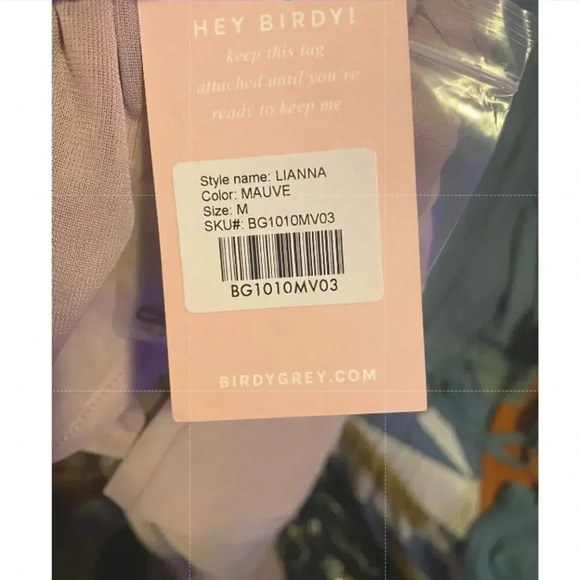 HEY BIRDY!
keep this tag
attached until you're
ready to keep me.
Style name: LIANNA
Color: MAUVE
Size: M
SKU#: BG1010MV03
BG1010MV03
BIRDYGREY.COM